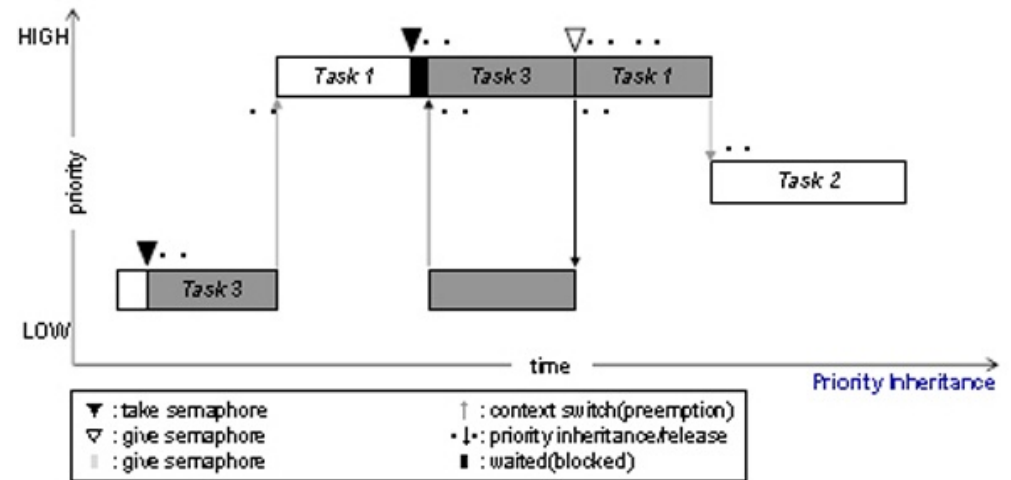 HIGH
Task 1
Task 3
Task 1
priority
Task 2
Task 3
LOW
time
Priority Inheritance
▼ : take semaphore
▽ : give semaphore
: give semaphore
↑ : context switch(preemption)
: priority inheritance/release
: waited(blocked)